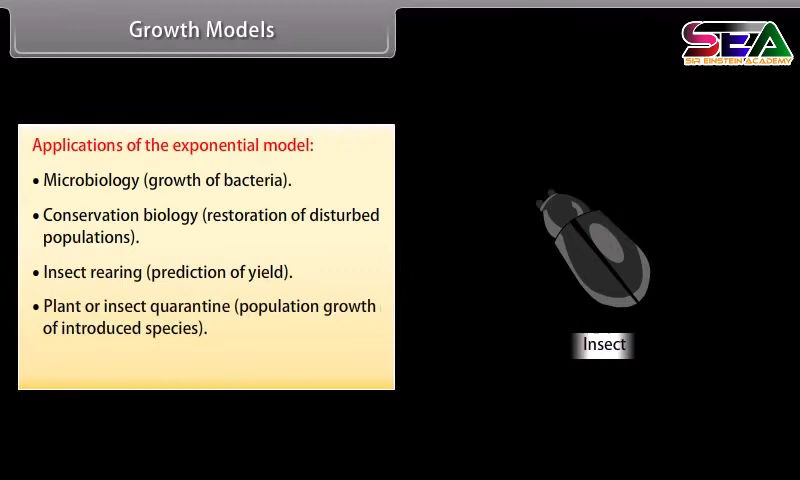 Growth Models
SEA
SIR EINSTEIN ACADEMY
Applications of the exponential model:
• Microbiology (growth of bacteria).
• Conservation biology (restoration of disturbed
populations).
• Insect rearing (prediction of yield).
• Plant or insect quarantine (population growth
of introduced species).
Insect